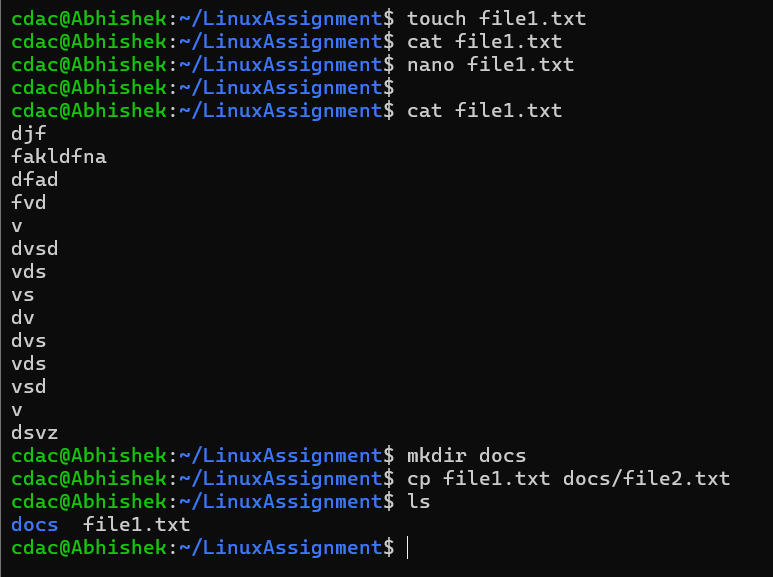 cdac@Abhishek:~/LinuxAssignment$ touch file1.txt
cdac@Abhishek:~/LinuxAssignment$ cat file1.txt
cdac@Abhishek:~/LinuxAssignment$ nano file1.txt
cdac@Abhishek:~/LinuxAssignment$
cdac@Abhishek:~/LinuxAssignment$ cat file1.txt
djf
fakldfna
dfad
fvd
v
dvsd
vds
vs
dv
dvs
vds
vsd
v
dsvz
cdac@Abhishek:~/LinuxAssignment$ mkdir docs
cdac@Abhishek:~/LinuxAssignment$ cp file1.txt docs/file2.txt
cdac@Abhishek:~/LinuxAssignment$ ls
docs  file1.txt
cdac@Abhishek:~/LinuxAssignment$